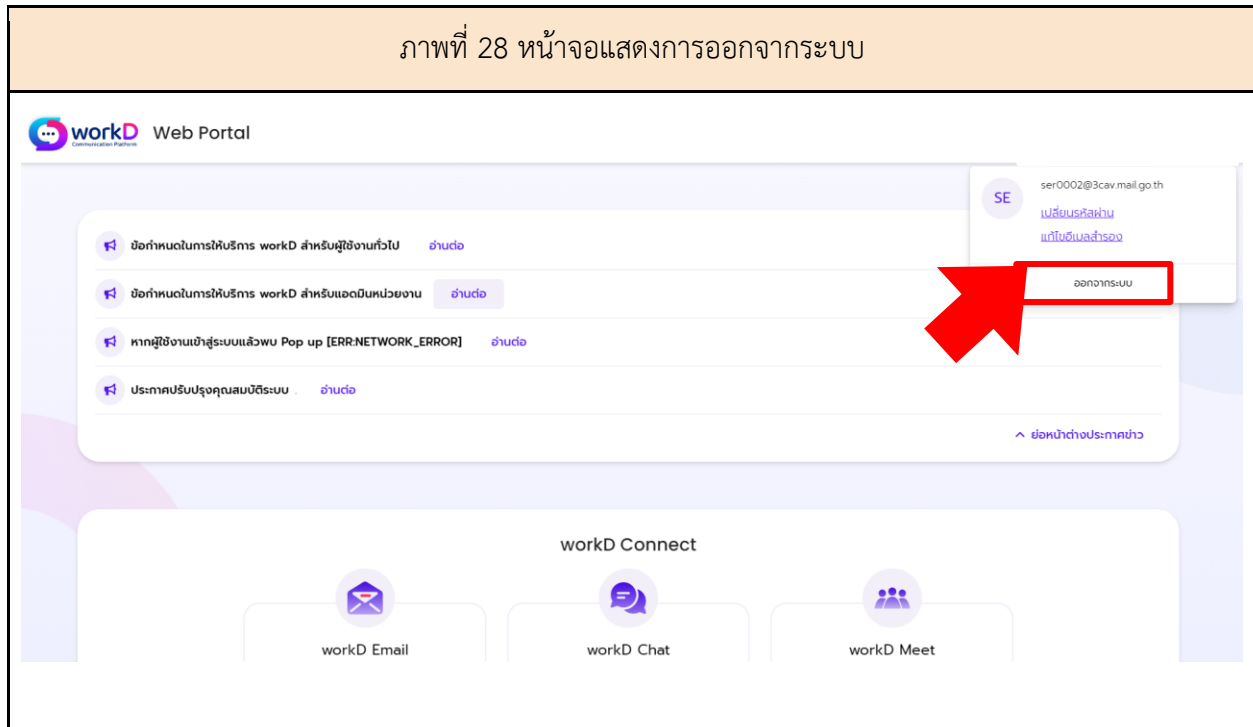 ภาพที่ 28 หน้าจอแสดงการออกจากระบบ
workD Web Portal
Communication Platform
SE
ser0002@3cav.mail.go.th
เปลี่ยนรหัสผ่าน
แก้ไขอีเมลสำรอง
ออกจากระบบ
ข้อกำหนดในการให้บริการ workD สำหรับผู้ใช้งานทั่วไป อ่านต่อ
ข้อกำหนดในการให้บริการ workD สำหรับแอดมินหน่วยงาน อ่านต่อ
หากผู้ใช้งานเข้าสู่ระบบแล้วพบ Pop up [ERR:NETWORK_ERROR] อ่านต่อ
ประกาศปรับปรุงคุณสมบัติระบบ . อ่านต่อ
ย่อหน้าต่างประกาศข่าว
workD Connect
workD Email workD Chat workD Meet